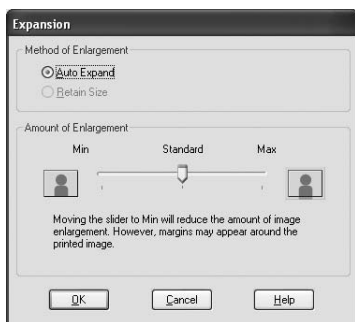 Expansion
Method of Enlargement
Auto Expand
Retain Size
Amount of Enlargement
Min Standard Max
Moving the slider to Min will reduce the amount of image
enlargement. However, margins may appear around the
printed image.
OK Cancel Help